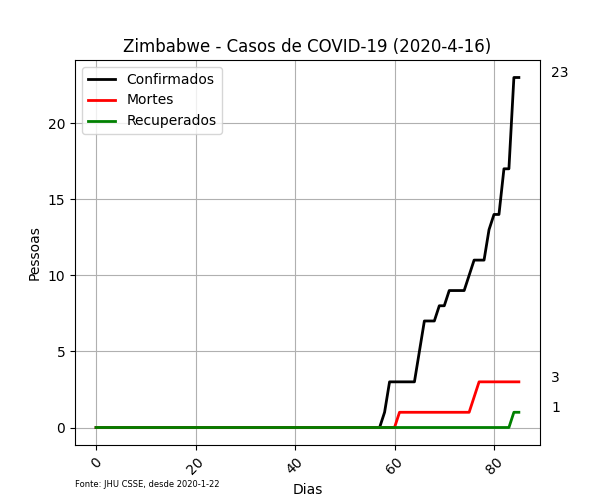 Zimbabwe - Casos de COVID-19 (2020-4-16)
Confirmados
Mortes
Recuperados
23
3
1
Pessoas
20
15
10
5
0
0
20
40
60
80
Dias
Fonte: JHU CSSE, desde 2020-1-22